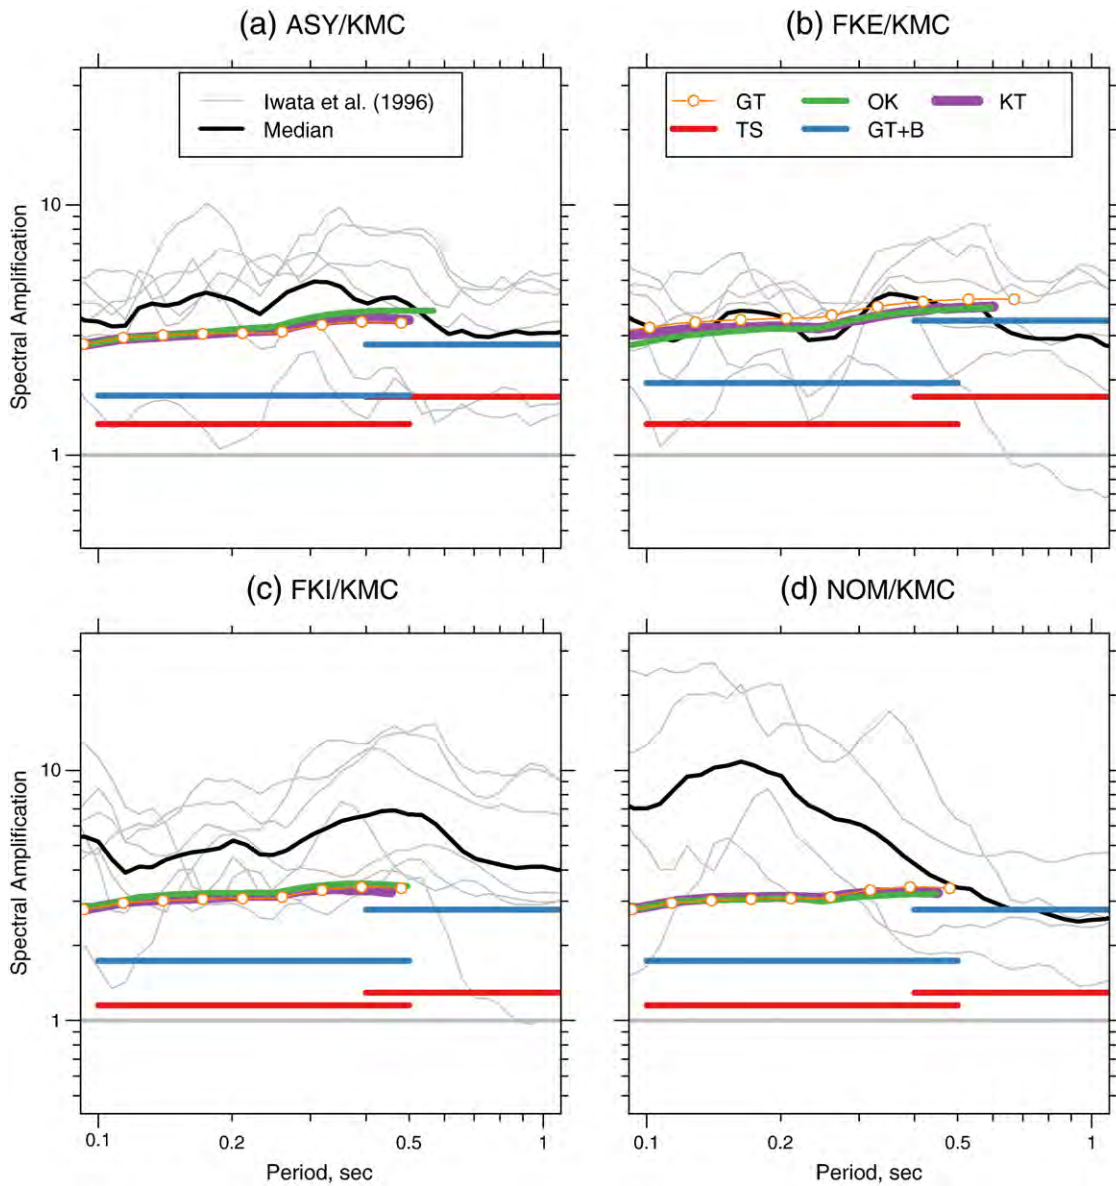 (a) ASY/KMC
(b) FKE/KMC
Iwata et al. (1996)
Median
GT OK KT
TS GT+B
Spectral Amplification
10
1
(c) FKI/KMC
(d) NOM/KMC
Spectral Amplification
10
1
0.1 0.2 0.5 1
0.1 0.2 0.5 1
Period, sec
Period, sec